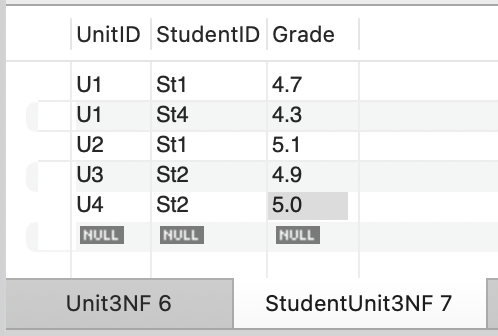 UnitID StudentID Grade
U1 St1 4.7
U1 St4 4.3
U2 St1 5.1
U3 St2 4.9
U4 St2 5.0
NULL NULL NULL
Unit3NF 6 StudentUnit3NF 7